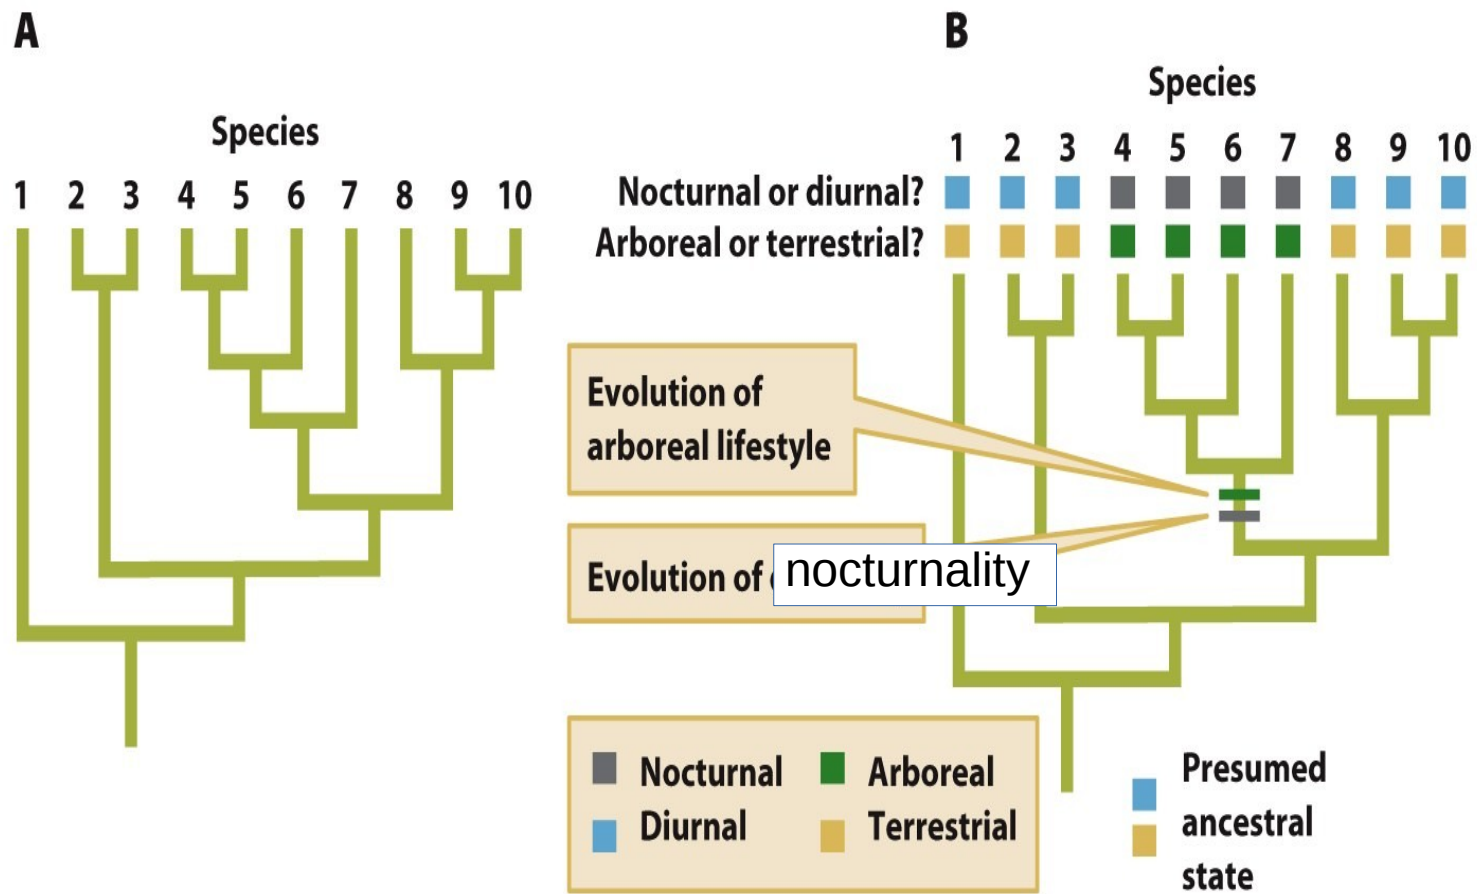 A
Species
1 2 3 4 5 6 7 8 9 10
B
Species
1 2 3 4 5 6 7 8 9 10
Nocturnal or diurnal?
Arboreal or terrestrial?
Evolution of
arboreal lifestyle
Evolution of nocturnality
Nocturnal Arboreal
Diurnal Terrestrial
Presumed
ancestral
state